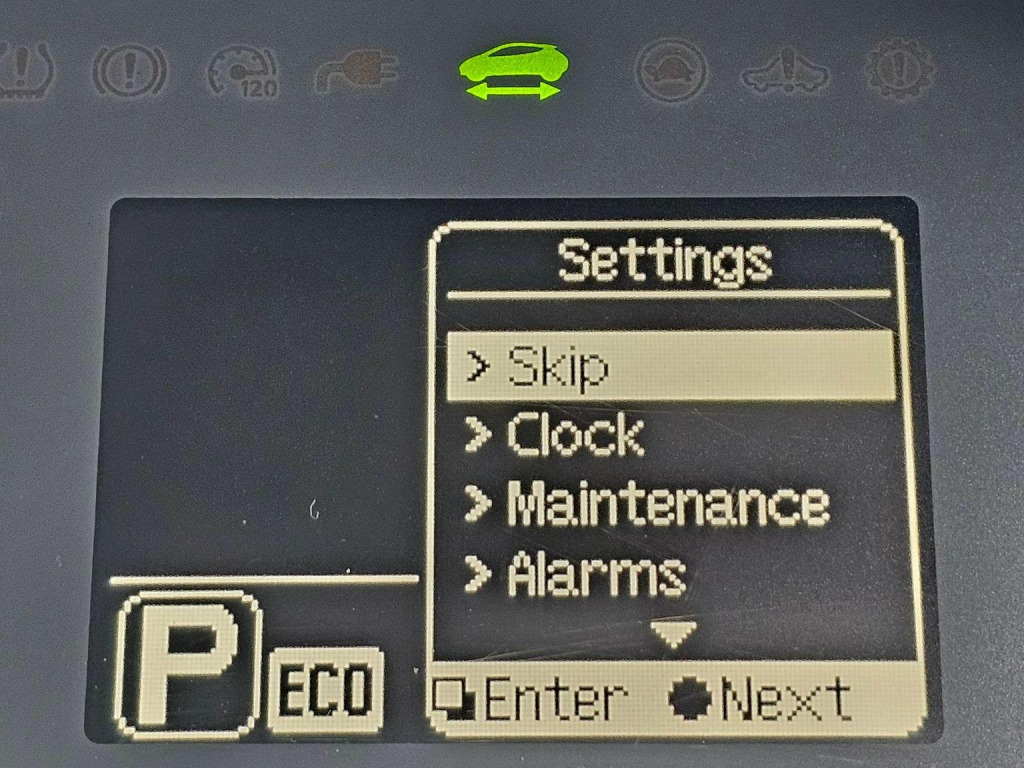 120
Settings
> Skip
> Clock
> Maintenance
> Alarms
P ECO
Enter Next